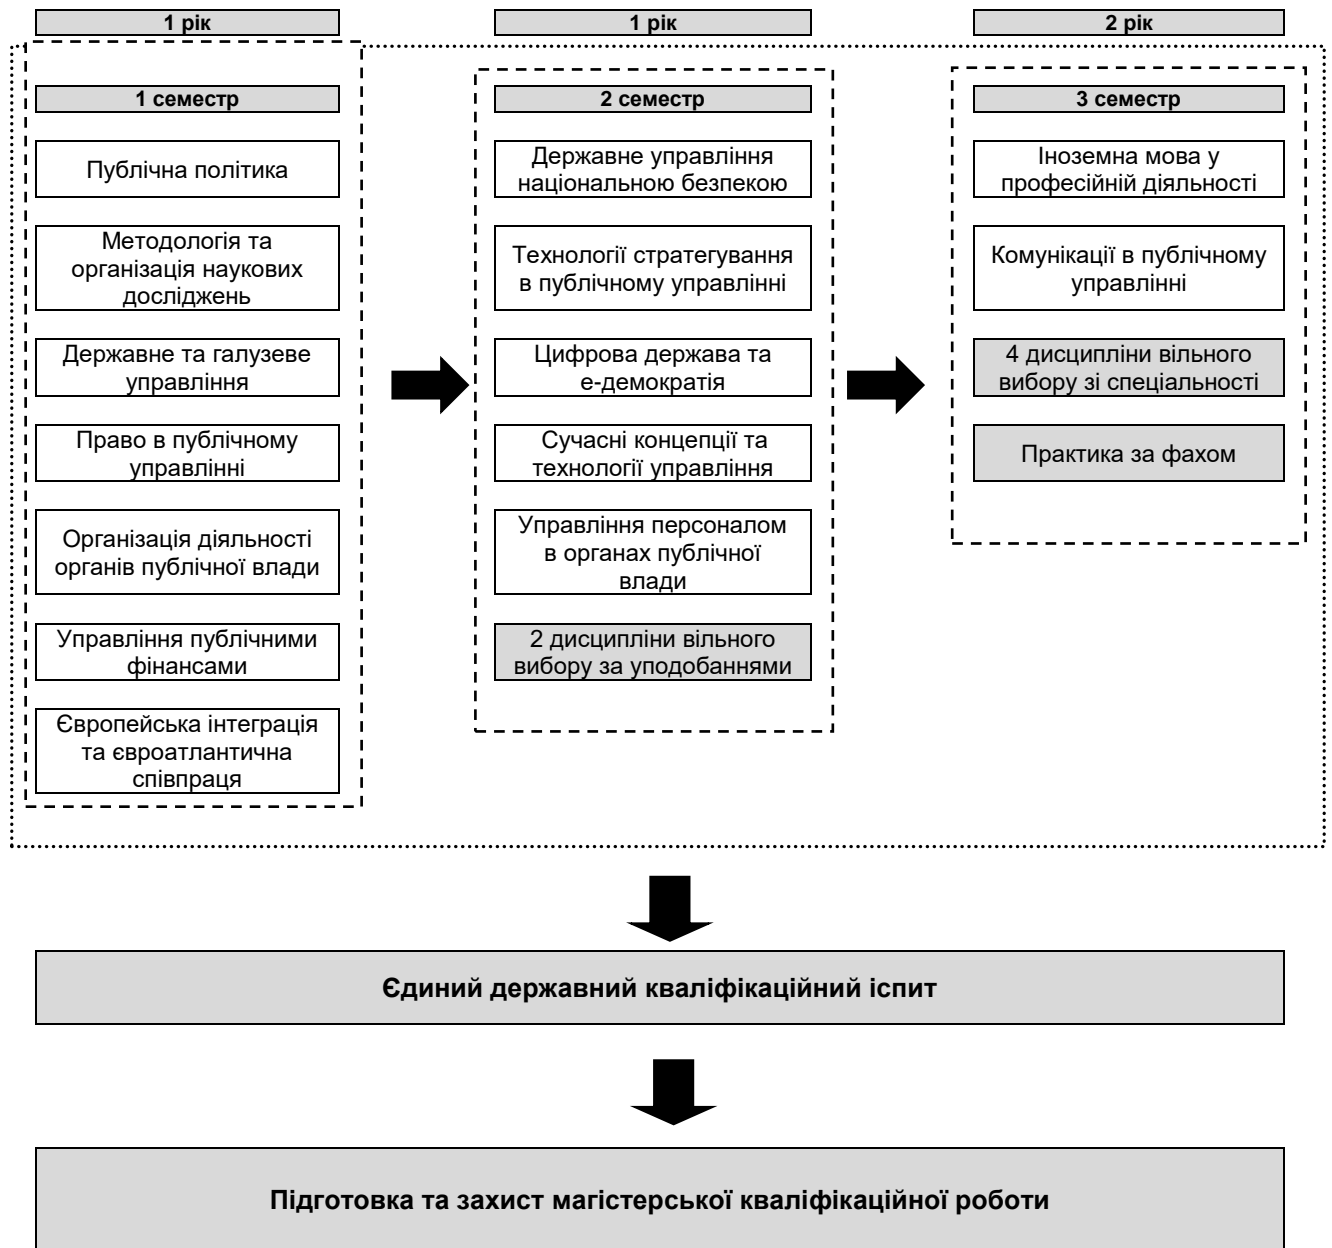 1 рік
1 рік
2 рік
1 семестр
Публічна політика
Методологія та
організація наукових
досліджень
Державне та галузеве
управління
Право в публічному
управлінні
Організація діяльності
органів публічної влади
Управління публічними
фінансами
Європейська інтеграція
та євроатлантична
співпраця
2 семестр
Державне управління
національною безпекою
Технології стратегування
в публічному управлінні
Цифрова держава та
е-демократія
Сучасні концепції та
технології управління
Управління персоналом
в органах публічної
влади
2 дисципліни вільного
вибору за уподобаннями
3 семестр
Іноземна мова у
професійній діяльності
Комунікації в публічному
управлінні
4 дисципліни вільного
вибору зі спеціальності
Практика за фахом
Єдиний державний кваліфікаційний іспит
Підготовка та захист магістерської кваліфікаційної роботи